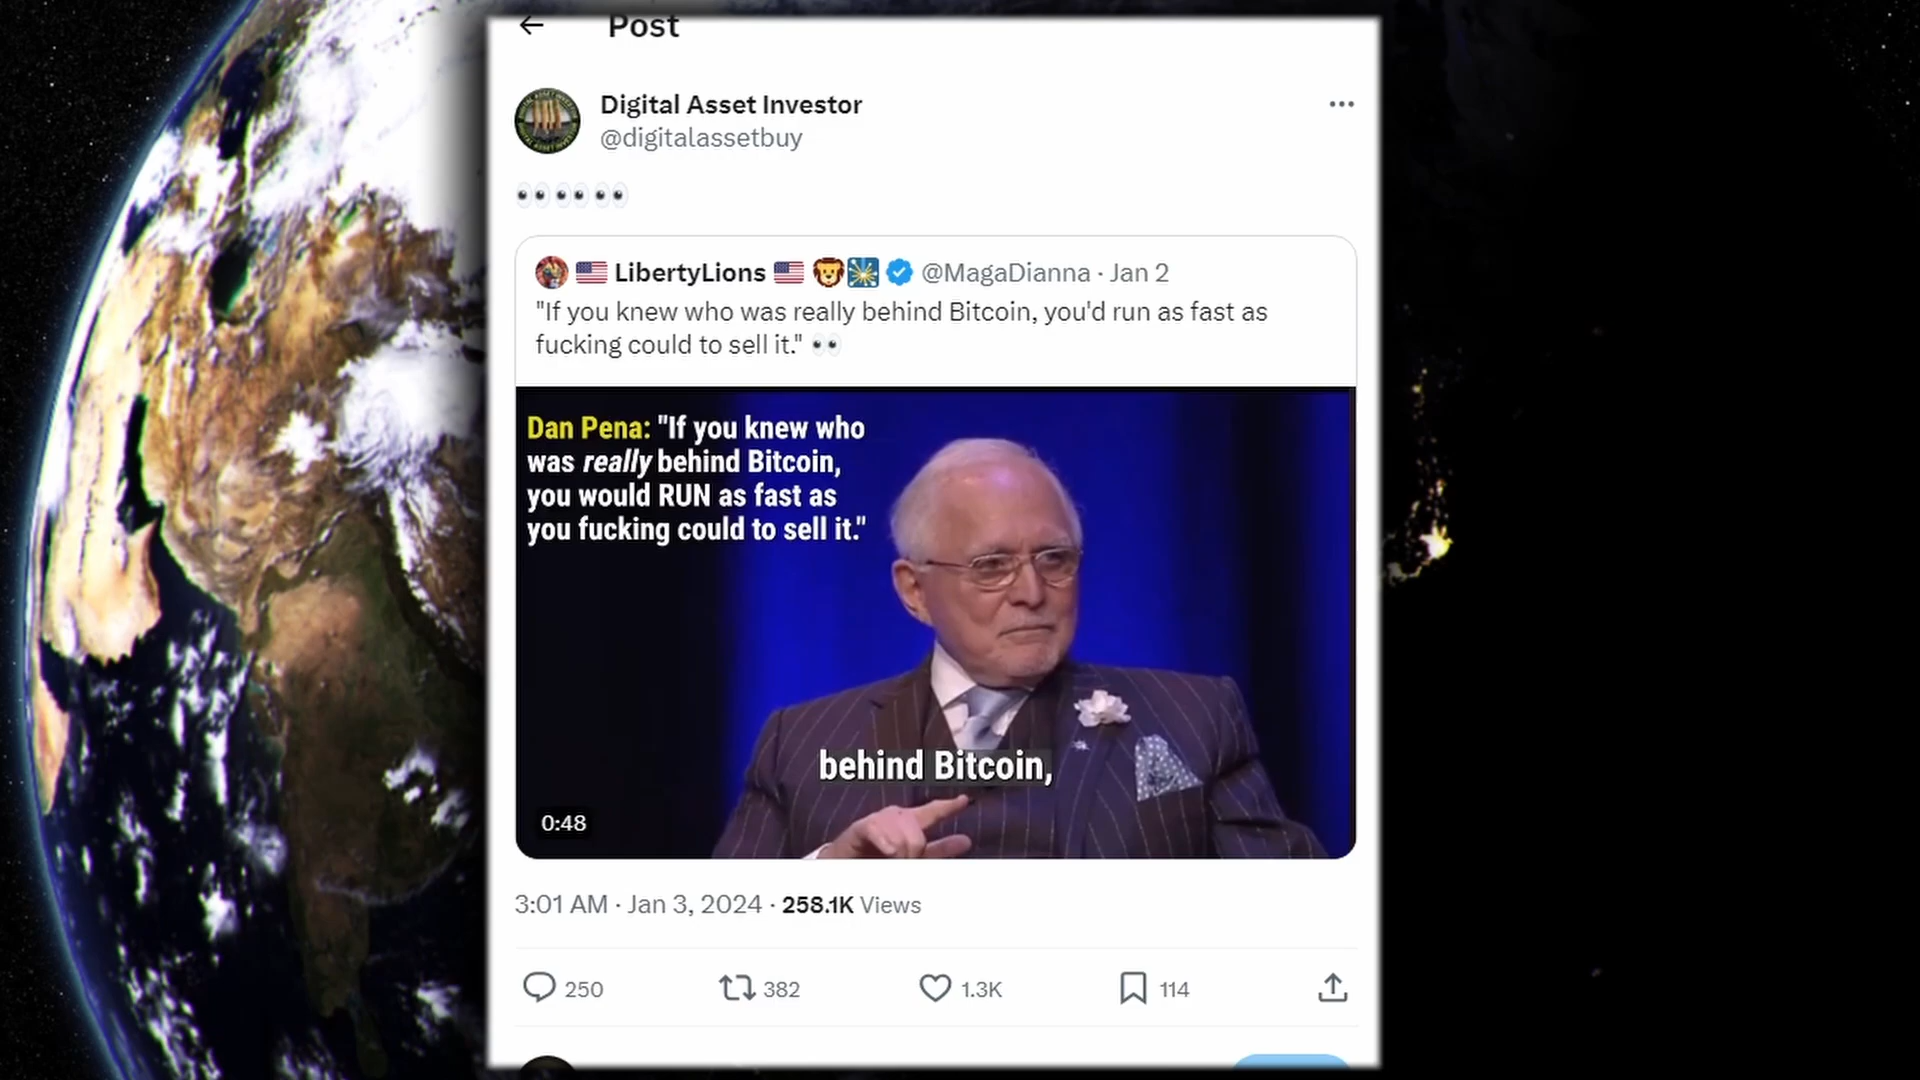 Post
Digital Asset Investor
@digitalassetbuy
LibertyLions @MagaDianna · Jan 2
"If you knew who was really behind Bitcoin, you'd run as fast as
fucking could to sell it."
Dan Pena: "If you knew who
was really behind Bitcoin,
you would RUN as fast as
you fucking could to sell it."
behind Bitcoin,
0:48
3:01 AM · Jan 3, 2024 · 258.1K Views
250 382 1.3K 114